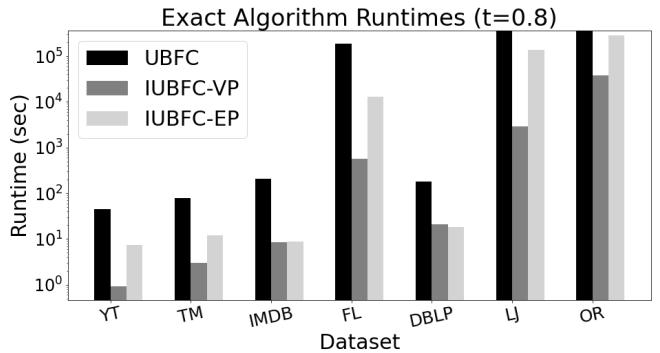 Exact Algorithm Runtimes (t=0.8)
UBFC
IUBFC-VP
IUBFC-EP
Runtime (sec)
10⁵
10⁴
10³
10²
10¹
10⁰
YT TM IMDB FL DBLP LJ OR
Dataset